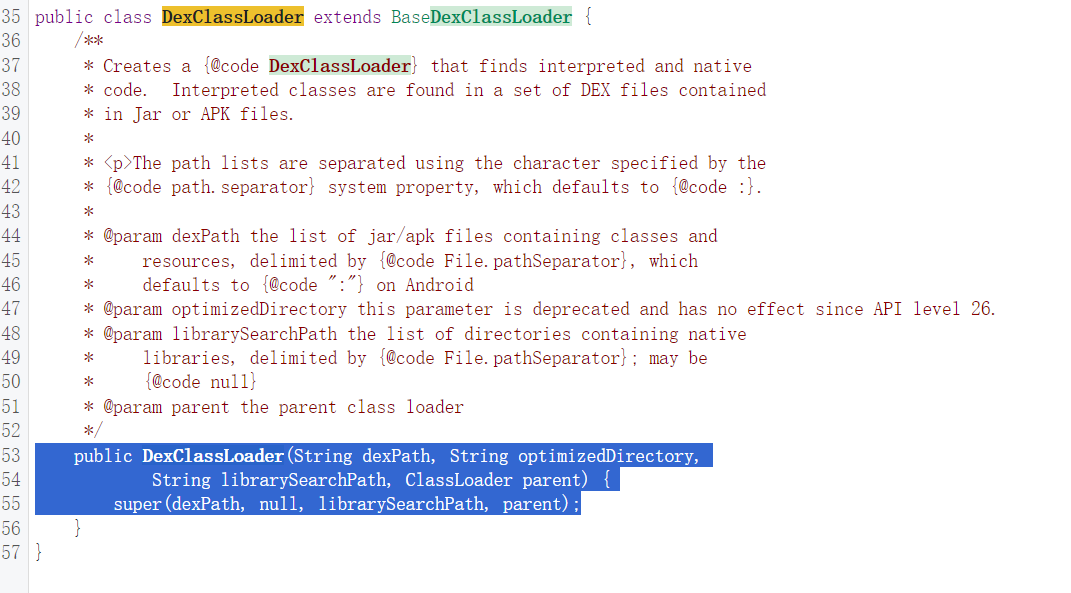 35 public class DexClassLoader extends BaseDexClassLoader {
36     /**
37      * Creates a {@code DexClassLoader} that finds interpreted and native
38      * code.  Interpreted classes are found in a set of DEX files contained
39      * in Jar or APK files.
40      *
41      * <p>The path lists are separated using the character specified by the
42      * {@code path.separator} system property, which defaults to {@code :}.
43      *
44      * @param dexPath the list of jar/apk files containing classes and
45      *     resources, delimited by {@code File.pathSeparator}, which
46      *     defaults to {@code ":"} on Android
47      * @param optimizedDirectory this parameter is deprecated and has no effect since API level 26.
48      * @param librarySearchPath the list of directories containing native
49      *     libraries, delimited by {@code File.pathSeparator}; may be
50      *     {@code null}
51      * @param parent the parent class loader
52      */
53     public DexClassLoader(String dexPath, String optimizedDirectory,
54             String librarySearchPath, ClassLoader parent) {
55         super(dexPath, null, librarySearchPath, parent);
56     }
57 }